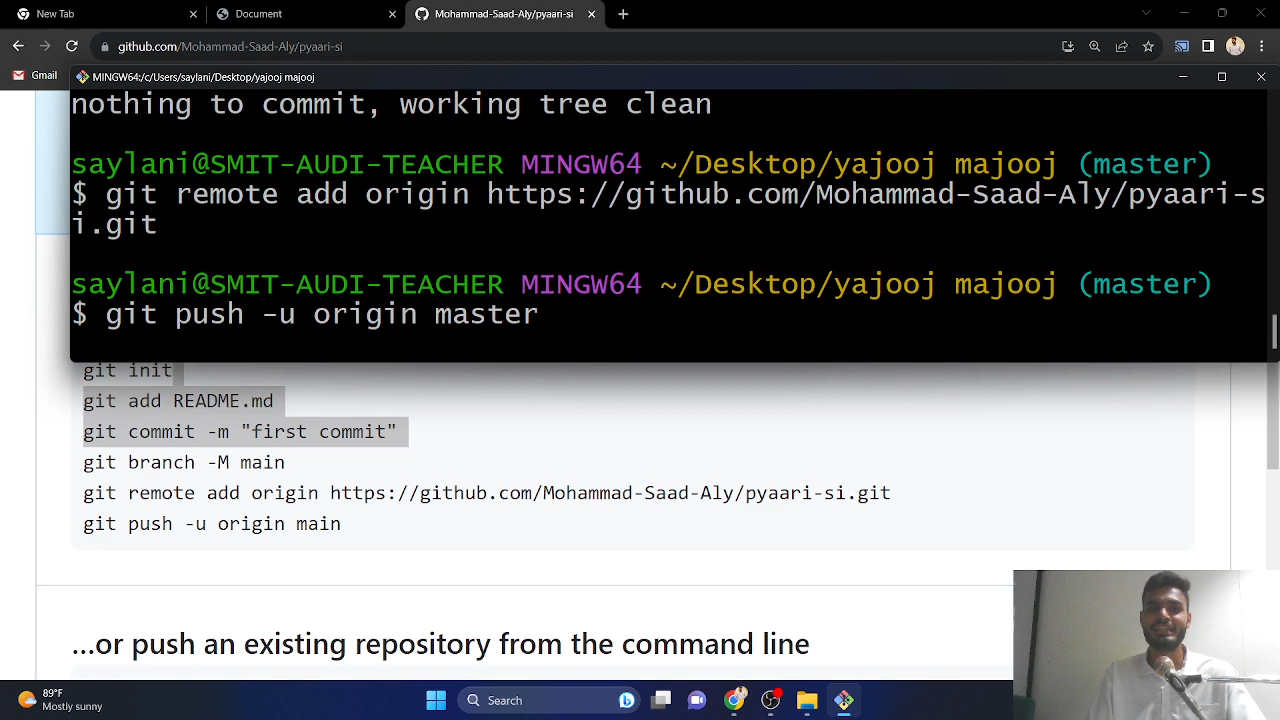 New Tab
Document
Mohammad-Saad-Aly/pyaari-si
github.com/Mohammad-Saad-Aly/pyaari-si
Gmail
MINGW64:/c/Users/saylani/Desktop/yajooj majooj
nothing to commit, working tree clean
saylani@SMIT-AUDI-TEACHER MINGW64 ~/Desktop/yajooj majooj (master)
$ git remote add origin https://github.com/Mohammad-Saad-Aly/pyaari-s
i.git
saylani@SMIT-AUDI-TEACHER MINGW64 ~/Desktop/yajooj majooj (master)
$ git push -u origin master
git init
git add README.md
git commit -m "first commit"
git branch -M main
git remote add origin https://github.com/Mohammad-Saad-Aly/pyaari-si.git
git push -u origin main
…or push an existing repository from the command line
89°F
Mostly sunny
Search